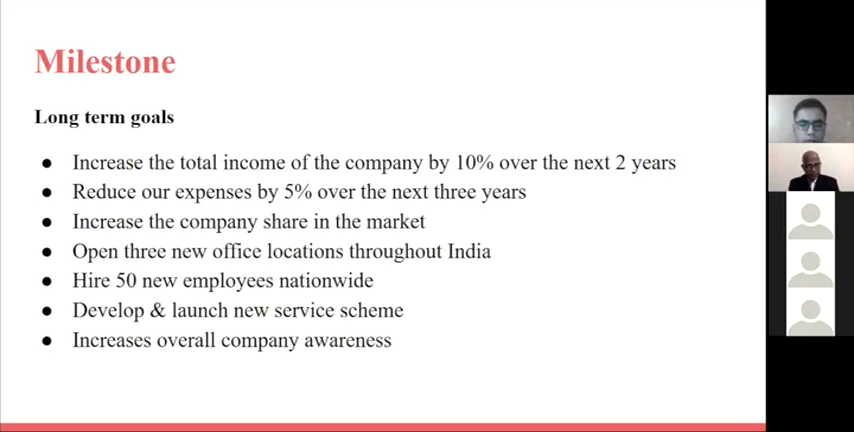 Milestone
Long term goals
● Increase the total income of the company by 10% over the next 2 years
● Reduce our expenses by 5% over the next three years
● Increase the company share in the market
● Open three new office locations throughout India
● Hire 50 new employees nationwide
● Develop & launch new service scheme
● Increases overall company awareness